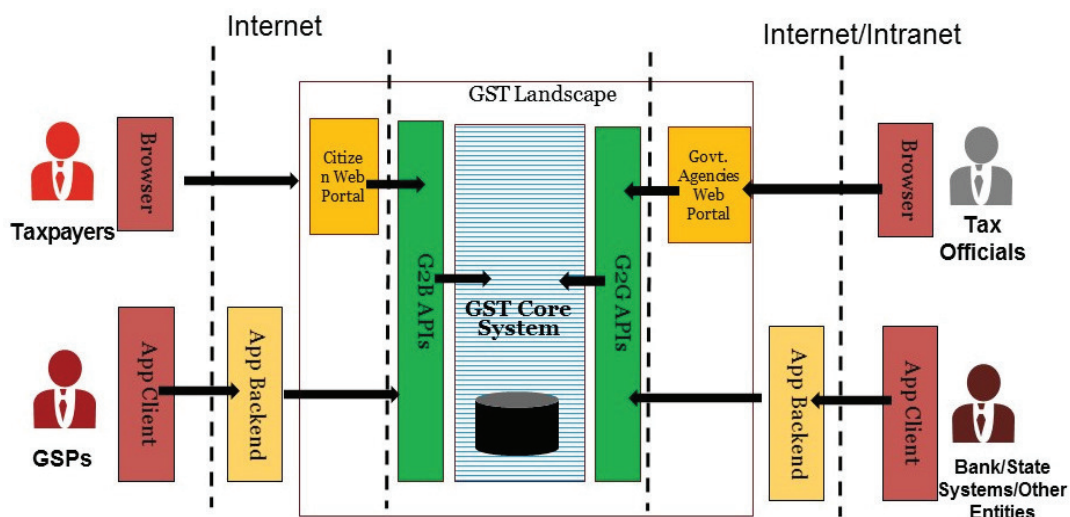 Internet
Internet/Intranet
GST Landscape
Taxpayers
Browser
Citize
n Web
Portal
G2B APIs
GST Core
System
G2G APIs
Govt.
Agencies
Web
Portal
Browser
Tax
Officials
GSPs
App Client
App Backend
App Backend
App Client
Bank/State
Systems/Other
Entities